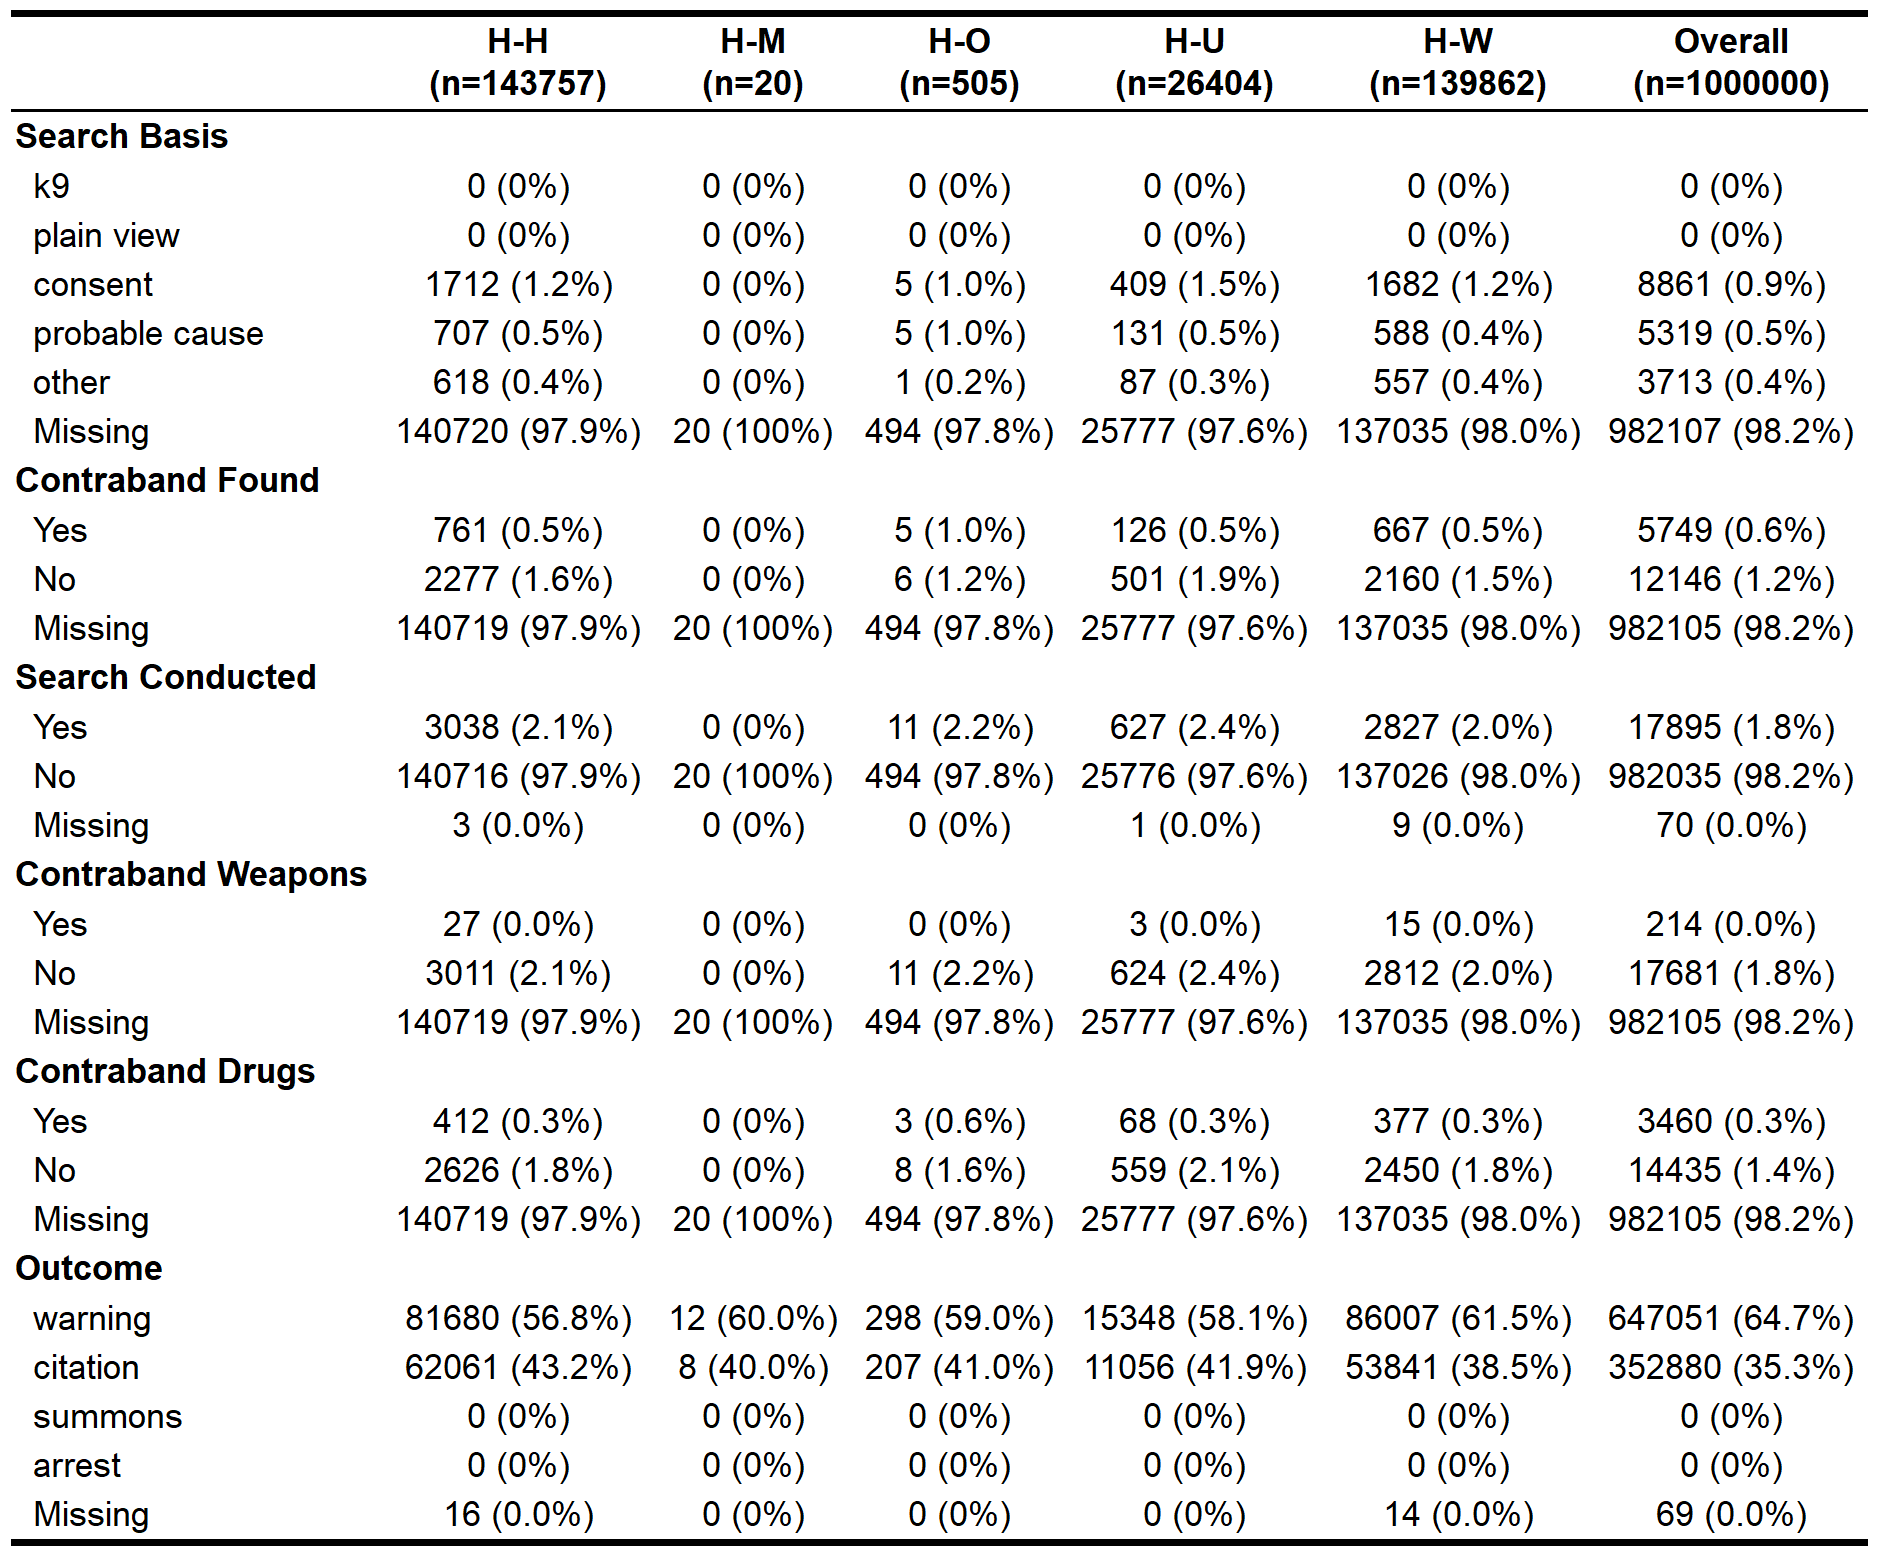 H-H H-M H-O H-U H-W Overall
(n=143757) (n=20) (n=505) (n=26404) (n=139862) (n=1000000)
Search Basis
k9 0 (0%) 0 (0%) 0 (0%) 0 (0%) 0 (0%) 0 (0%)
plain view 0 (0%) 0 (0%) 0 (0%) 0 (0%) 0 (0%) 0 (0%)
consent 1712 (1.2%) 0 (0%) 5 (1.0%) 409 (1.5%) 1682 (1.2%) 8861 (0.9%)
probable cause 707 (0.5%) 0 (0%) 5 (1.0%) 131 (0.5%) 588 (0.4%) 5319 (0.5%)
other 618 (0.4%) 0 (0%) 1 (0.2%) 87 (0.3%) 557 (0.4%) 3713 (0.4%)
Missing 140720 (97.9%) 20 (100%) 494 (97.8%) 25777 (97.6%) 137035 (98.0%) 982107 (98.2%)
Contraband Found
Yes 761 (0.5%) 0 (0%) 5 (1.0%) 126 (0.5%) 667 (0.5%) 5749 (0.6%)
No 2277 (1.6%) 0 (0%) 6 (1.2%) 501 (1.9%) 2160 (1.5%) 12146 (1.2%)
Missing 140719 (97.9%) 20 (100%) 494 (97.8%) 25777 (97.6%) 137035 (98.0%) 982105 (98.2%)
Search Conducted
Yes 3038 (2.1%) 0 (0%) 11 (2.2%) 627 (2.4%) 2827 (2.0%) 17895 (1.8%)
No 140716 (97.9%) 20 (100%) 494 (97.8%) 25776 (97.6%) 137026 (98.0%) 982035 (98.2%)
Missing 3 (0.0%) 0 (0%) 0 (0%) 1 (0.0%) 9 (0.0%) 70 (0.0%)
Contraband Weapons
Yes 27 (0.0%) 0 (0%) 0 (0%) 3 (0.0%) 15 (0.0%) 214 (0.0%)
No 3011 (2.1%) 0 (0%) 11 (2.2%) 624 (2.4%) 2812 (2.0%) 17681 (1.8%)
Missing 140719 (97.9%) 20 (100%) 494 (97.8%) 25777 (97.6%) 137035 (98.0%) 982105 (98.2%)
Contraband Drugs
Yes 412 (0.3%) 0 (0%) 3 (0.6%) 68 (0.3%) 377 (0.3%) 3460 (0.3%)
No 2626 (1.8%) 0 (0%) 8 (1.6%) 559 (2.1%) 2450 (1.8%) 14435 (1.4%)
Missing 140719 (97.9%) 20 (100%) 494 (97.8%) 25777 (97.6%) 137035 (98.0%) 982105 (98.2%)
Outcome
warning 81680 (56.8%) 12 (60.0%) 298 (59.0%) 15348 (58.1%) 86007 (61.5%) 647051 (64.7%)
citation 62061 (43.2%) 8 (40.0%) 207 (41.0%) 11056 (41.9%) 53841 (38.5%) 352880 (35.3%)
summons 0 (0%) 0 (0%) 0 (0%) 0 (0%) 0 (0%) 0 (0%)
arrest 0 (0%) 0 (0%) 0 (0%) 0 (0%) 0 (0%) 0 (0%)
Missing 16 (0.0%) 0 (0%) 0 (0%) 0 (0%) 14 (0.0%) 69 (0.0%)